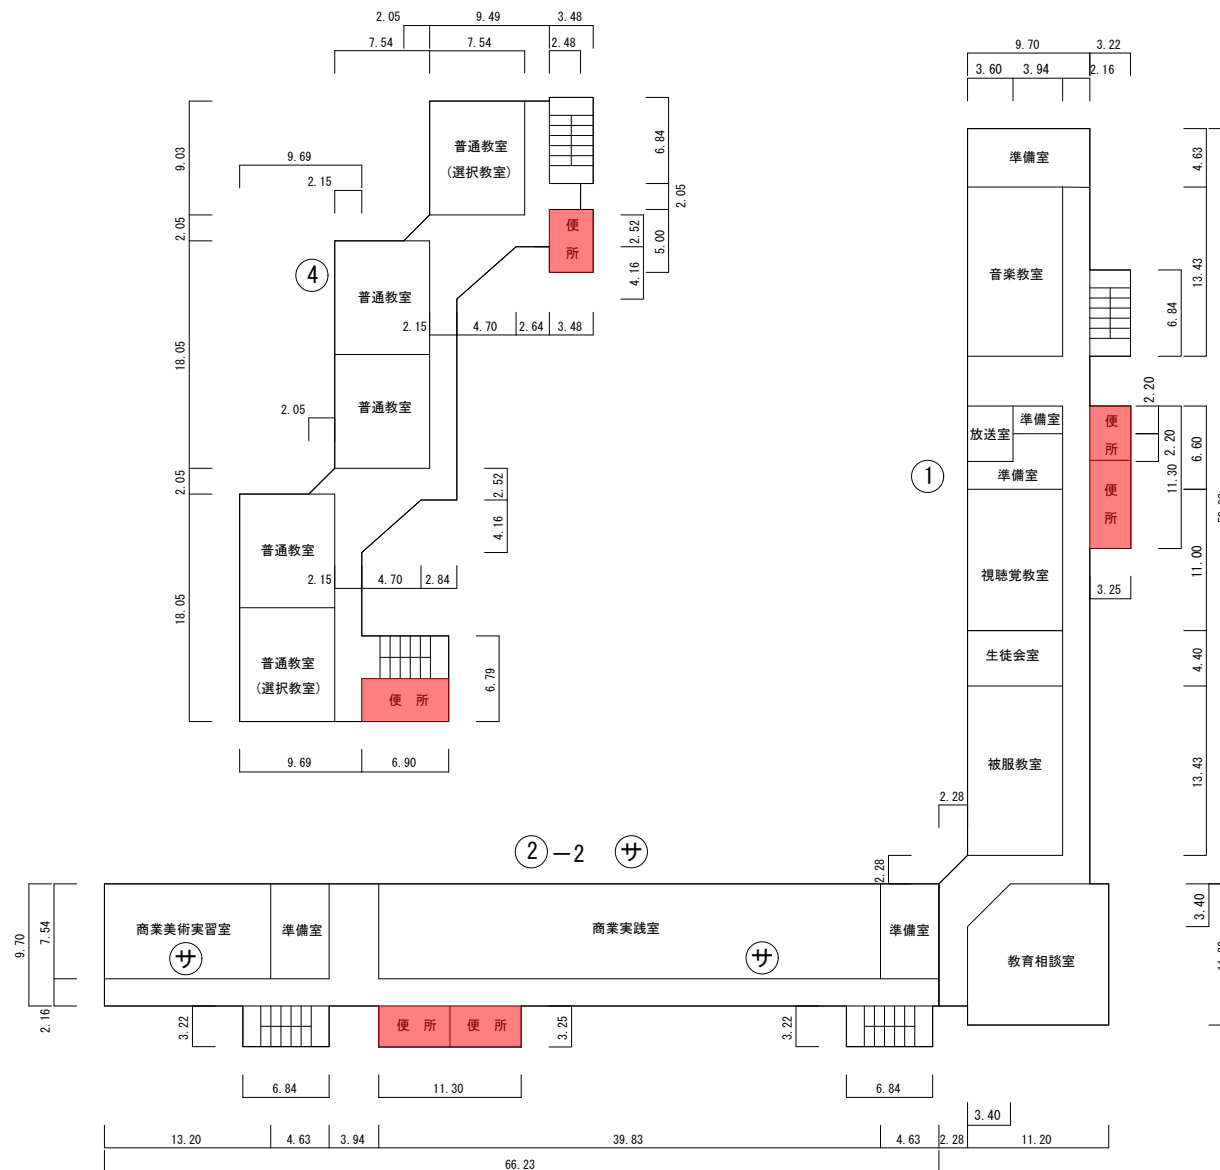 2.05
9.49
3.48
7.54
7.54
2.48
9.70
3.22
3.60
3.94
2.16
9.03
9.69
2.15
普通教室
(選択教室)
6.84
2.05
準備室
4.63
2.05
便
所
2.52
5.00
4.16
音楽教室
13.43
6.84
④
普通教室
2.15
4.70
2.64
3.48
18.05
普通教室
2.05
2.20
放送室
準備室
便
所
2.20
6.60
11.30
①
準備室
便
所
2.05
2.52
4.16
普通教室
2.15
4.70
2.84
視聴覚教室
11.00
3.25
18.05
普通教室
(選択教室)
6.79
便 所
生徒会室
4.40
9.69
6.90
被服教室
13.43
2.28
②-2 サ
2.28
9.70
7.54
商業美術実習室
サ
準備室
商業実践室
サ
準備室
教育相談室
3.40
2.16
3.22
便 所
便 所
3.25
3.22
6.84
11.30
6.84
3.40
13.20
4.63
3.94
39.83
4.63
2.28
11.20
66.23